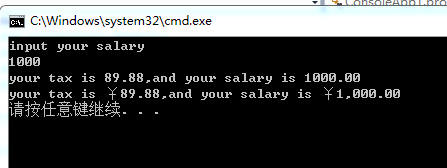 ConsoleApp1.pro
C:\Windows\system32\cmd.exe
input your salary
1000
your tax is 89.88,and your salary is 1000.00
your tax is ￥89.88,and your salary is ￥1,000.00
请按任意键继续. . .